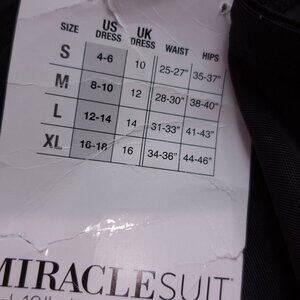 SIZE US DRESS UK DRESS WAIST HIPS
S 4-6 10 25-27" 35-37"
M 8-10 12 28-30" 38-40"
L 12-14 14 31-33" 41-43"
XL 16-18 16 34-36" 44-46"
MIRACLESUIT